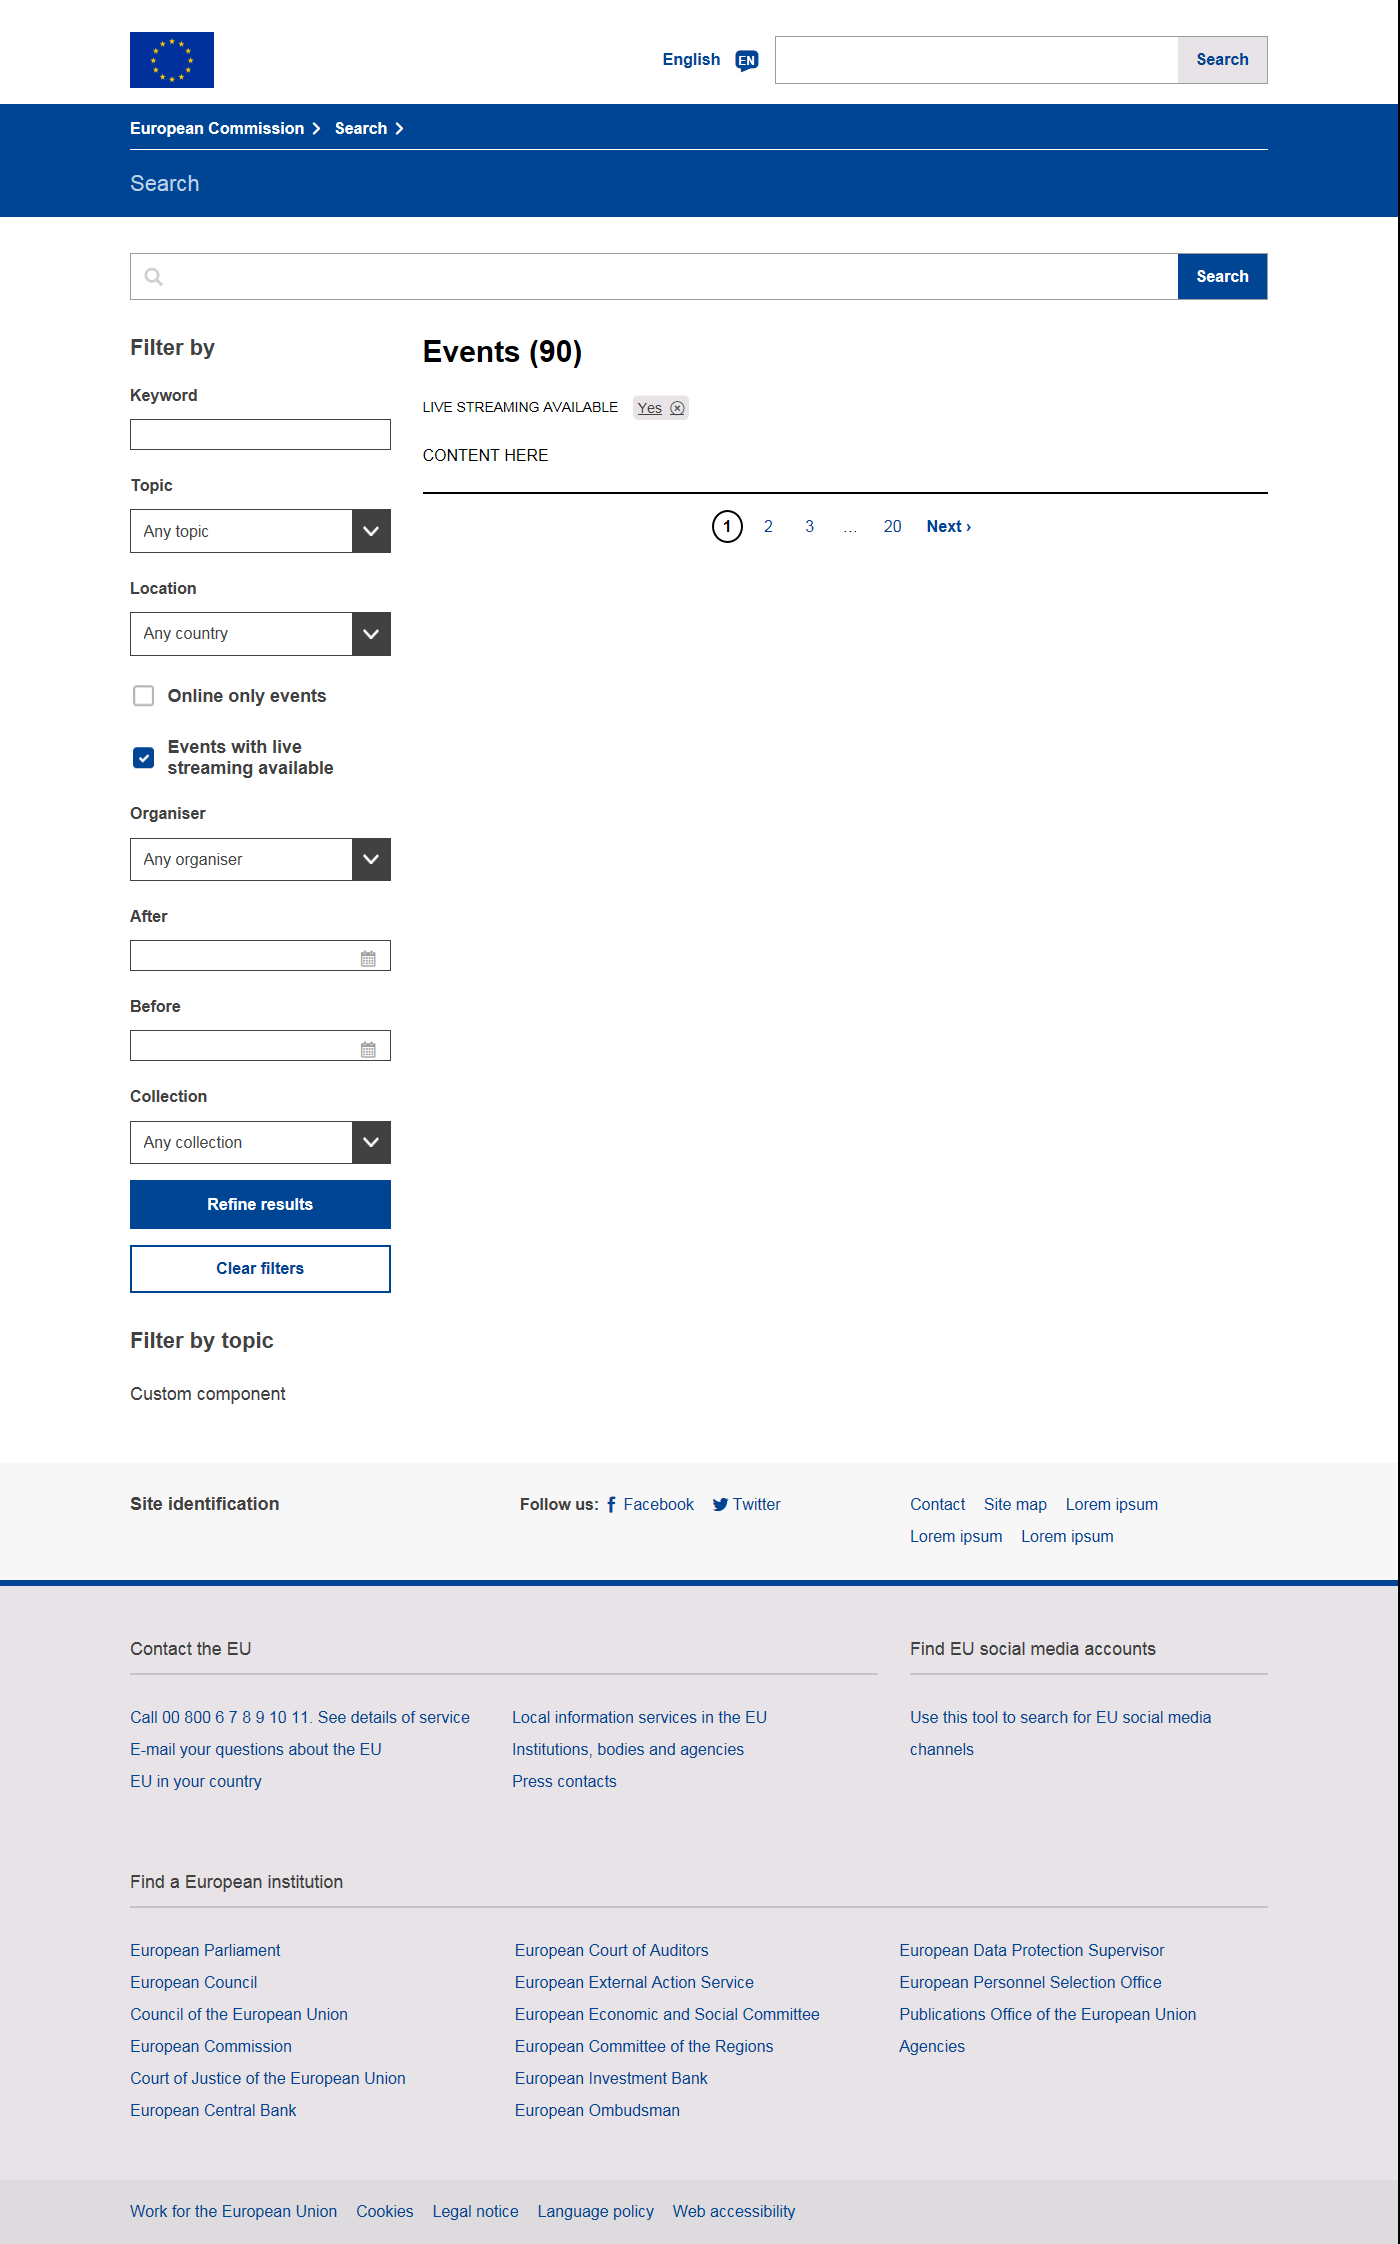 English EN Search
European Commission Search
Search
Search
Filter by
Keyword
Topic
Any topic
Location
Any country
Online only events
Events with live
streaming available
Organiser
Any organiser
After
Before
Collection
Any collection
Refine results
Clear filters
Filter by topic
Custom component
Events (90)
LIVE STREAMING AVAILABLE Yes
CONTENT HERE
1 2 3 ... 20 Next ›
Site identification
Follow us: Facebook Twitter
Contact Site map Lorem ipsum
Lorem ipsum Lorem ipsum
Contact the EU
Call 00 800 6 7 8 9 10 11. See details of service
E-mail your questions about the EU
EU in your country
Local information services in the EU
Institutions, bodies and agencies
Press contacts
Find EU social media accounts
Use this tool to search for EU social media
channels
Find a European institution
European Parliament
European Council
Council of the European Union
European Commission
Court of Justice of the European Union
European Central Bank
European Court of Auditors
European External Action Service
European Economic and Social Committee
European Committee of the Regions
European Investment Bank
European Ombudsman
European Data Protection Supervisor
European Personnel Selection Office
Publications Office of the European Union
Agencies
Work for the European Union Cookies Legal notice Language policy Web accessibility